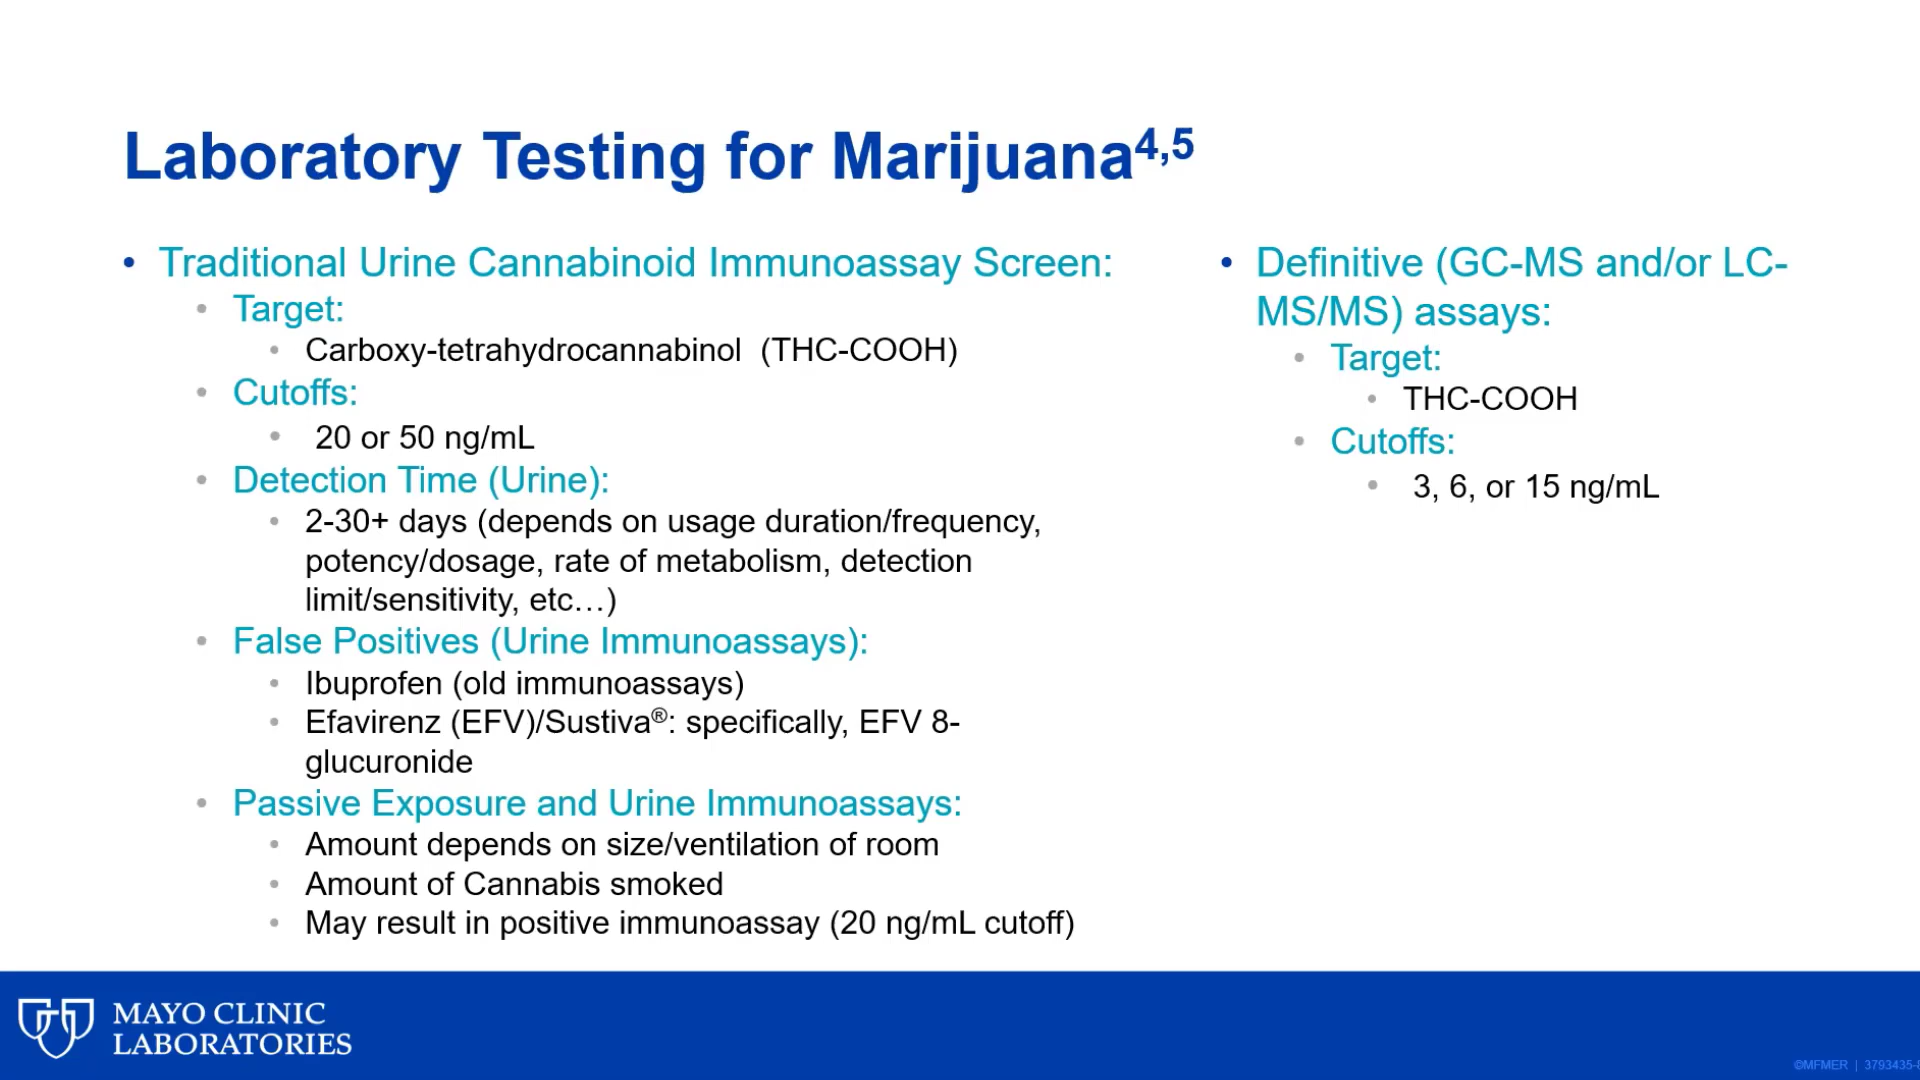 Laboratory Testing for Marijuana4,5
• Traditional Urine Cannabinoid Immunoassay Screen:
• Target:
• Carboxy-tetrahydrocannabinol (THC-COOH)
• Cutoffs:
• 20 or 50 ng/mL
• Detection Time (Urine):
• 2-30+ days (depends on usage duration/frequency,
potency/dosage, rate of metabolism, detection
limit/sensitivity, etc…)
• False Positives (Urine Immunoassays):
• Ibuprofen (old immunoassays)
• Efavirenz (EFV)/Sustiva®: specifically, EFV 8-
glucuronide
• Passive Exposure and Urine Immunoassays:
• Amount depends on size/ventilation of room
• Amount of Cannabis smoked
• May result in positive immunoassay (20 ng/mL cutoff)
• Definitive (GC-MS and/or LC-
MS/MS) assays:
• Target:
• THC-COOH
• Cutoffs:
• 3, 6, or 15 ng/mL
MAYO CLINIC
LABORATORIES
©MFMER | 3793435-